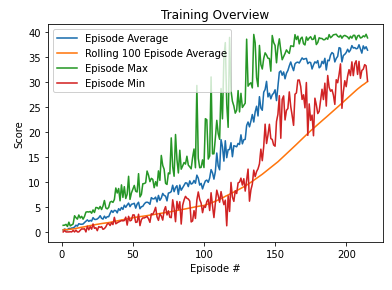 Training Overview
40
35
30
25
20
15
10
5
0
Score
Episode Average
Rolling 100 Episode Average
Episode Max
Episode Min
0 50 100 150 200
Episode #